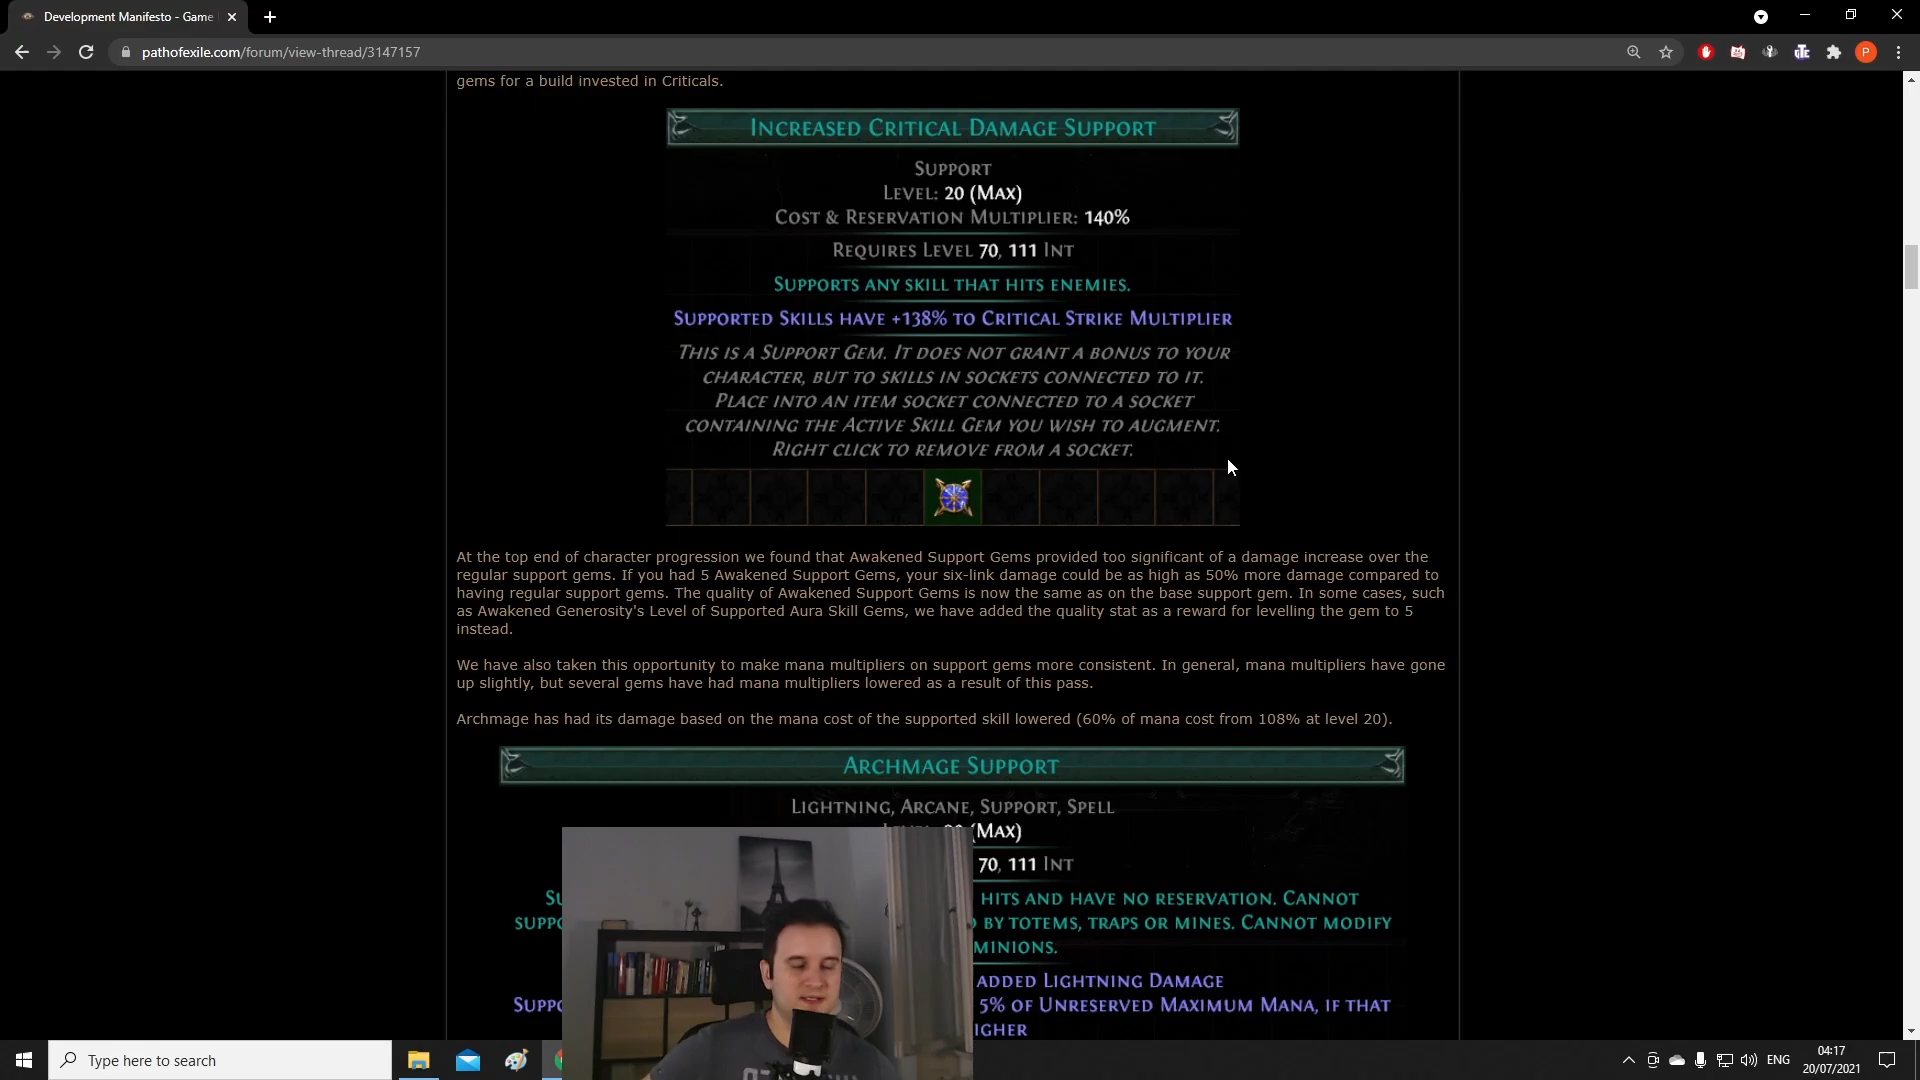 Development Manifesto - Game
pathofexile.com/forum/view-thread/3147157
P
gems for a build invested in Criticals.
INCREASED CRITICAL DAMAGE SUPPORT
SUPPORT
LEVEL: 20 (MAX)
COST & RESERVATION MULTIPLIER: 140%
REQUIRES LEVEL 70, 111 INT
SUPPORTS ANY SKILL THAT HITS ENEMIES.
SUPPORTED SKILLS HAVE +138% TO CRITICAL STRIKE MULTIPLIER
THIS IS A SUPPORT GEM. IT DOES NOT GRANT A BONUS TO YOUR
CHARACTER, BUT TO SKILLS IN SOCKETS CONNECTED TO IT.
PLACE INTO AN ITEM SOCKET CONNECTED TO A SOCKET
CONTAINING THE ACTIVE SKILL GEM YOU WISH TO AUGMENT.
RIGHT CLICK TO REMOVE FROM A SOCKET.
At the top end of character progression we found that Awakened Support Gems provided too significant of a damage increase over the
regular support gems. If you had 5 Awakened Support Gems, your six-link damage could be as high as 50% more damage compared to
having regular support gems. The quality of Awakened Support Gems is now the same as on the base support gem. In some cases, such
as Awakened Generosity's Level of Supported Aura Skill Gems, we have added the quality stat as a reward for levelling the gem to 5
instead.
We have also taken this opportunity to make mana multipliers on support gems more consistent. In general, mana multipliers have gone
up slightly, but several gems have had mana multipliers lowered as a result of this pass.
Archmage has had its damage based on the mana cost of the supported skill lowered (60% of mana cost from 108% at level 20).
ARCHMAGE SUPPORT
LIGHTNING, ARCANE, SUPPORT, SPELL
(MAX)
70, 111 INT
HITS AND HAVE NO RESERVATION. CANNOT
BY TOTEMS, TRAPS OR MINES. CANNOT MODIFY
MINIONS.
ADDED LIGHTNING DAMAGE
5% OF UNRESERVED MAXIMUM MANA, IF THAT
Type here to search
ENG
04:17
20/07/2021